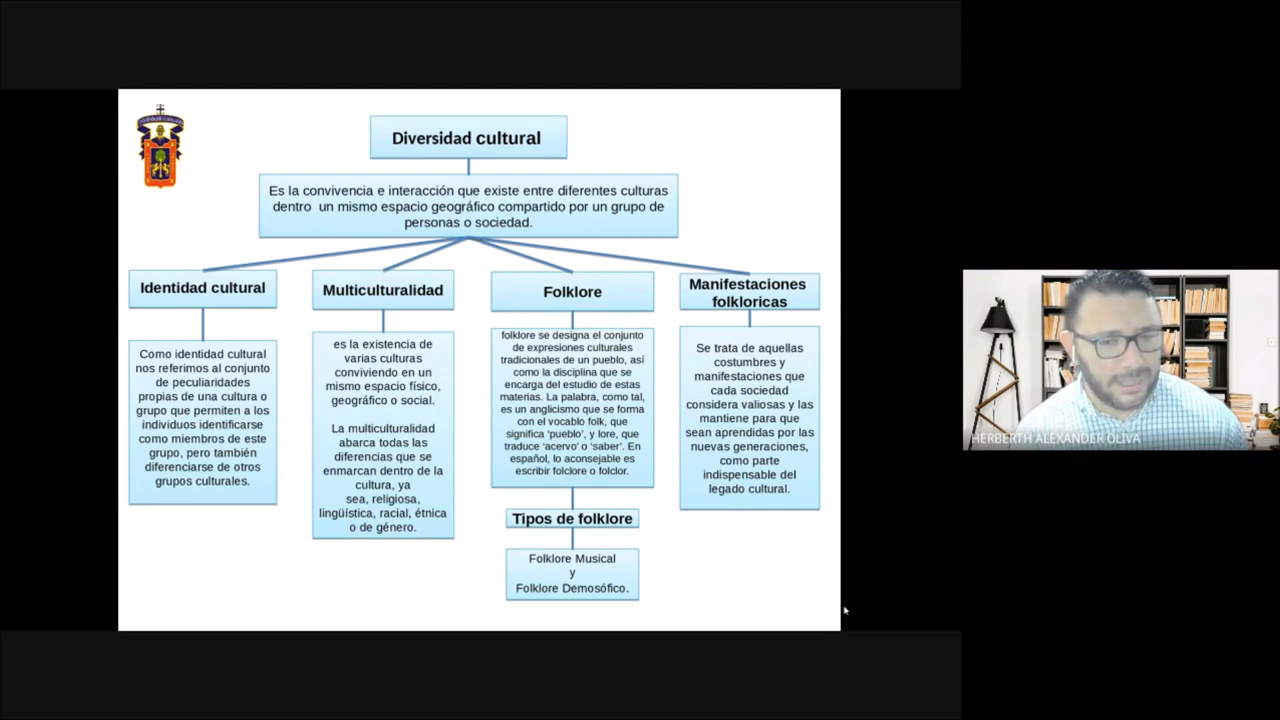 Diversidad cultural
Es la convivencia e interacción que existe entre diferentes culturas
dentro un mismo espacio geográfico compartido por un grupo de
personas o sociedad.
Identidad cultural
Como identidad cultural
nos referimos al conjunto
de peculiaridades
propias de una cultura o
grupo que permiten a los
individuos identificarse
como miembros de este
grupo, pero también
diferenciarse de otros
grupos culturales.
Multiculturalidad
es la existencia de
varias culturas
conviviendo en un
mismo espacio físico,
geográfico o social.
La multiculturalidad
abarca todas las
diferencias que se
enmarcan dentro de la
cultura, ya
sea, religiosa,
lingüística, racial, étnica
o de género.
Folklore
folklore se designa el conjunto
de expresiones culturales
tradicionales de un pueblo, así
como la disciplina que se
encarga del estudio de estas
materias. La palabra, como tal,
es un anglicismo que se forma
con el vocablo folk, que
significa ‘pueblo’, y lore, que
traduce ‘acervo’ o ‘saber’. En
español, lo aconsejable es
escribir folclore o folclor.
Tipos de folklore
Folklore Musical
y
Folklore Demosófico.
Manifestaciones
folkloricas
Se trata de aquellas
costumbres y
manifestaciones que
cada sociedad
considera valiosas y las
mantiene para que
sean aprendidas por las
nuevas generaciones,
como parte
indispensable del
legado cultural.
HERBERTH ALEXANDER OLIVA